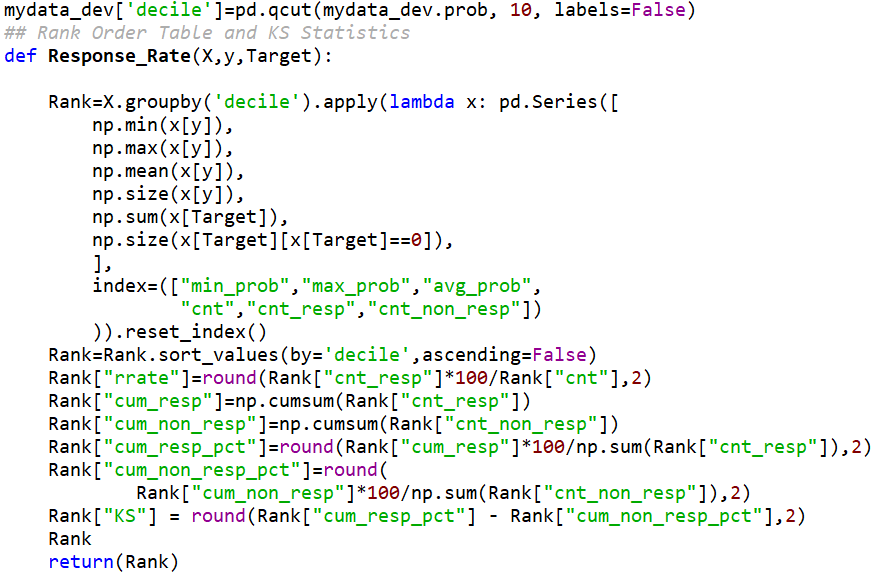 mydata_dev['decile']=pd.qcut(mydata_dev.prob, 10, labels=False)
## Rank Order Table and KS Statistics
def Response_Rate(X,y,Target):
    Rank=X.groupby('decile').apply(lambda x: pd.Series([
        np.min(x[y]),
        np.max(x[y]),
        np.mean(x[y]),
        np.size(x[y]),
        np.sum(x[Target]),
        np.size(x[Target][x[Target]==0]),
        ],
        index=(["min_prob","max_prob","avg_prob",
                "cnt","cnt_resp","cnt_non_resp"])
        )).reset_index()
    Rank=Rank.sort_values(by='decile',ascending=False)
    Rank["rrate"]=round(Rank["cnt_resp"]*100/Rank["cnt"],2)
    Rank["cum_resp"]=np.cumsum(Rank["cnt_resp"])
    Rank["cum_non_resp"]=np.cumsum(Rank["cnt_non_resp"])
    Rank["cum_resp_pct"]=round(Rank["cum_resp"]*100/np.sum(Rank["cnt_resp"]),2)
    Rank["cum_non_resp_pct"]=round(
            Rank["cum_non_resp"]*100/np.sum(Rank["cnt_non_resp"]),2)
    Rank["KS"] = round(Rank["cum_resp_pct"] - Rank["cum_non_resp_pct"],2)
    Rank
    return(Rank)